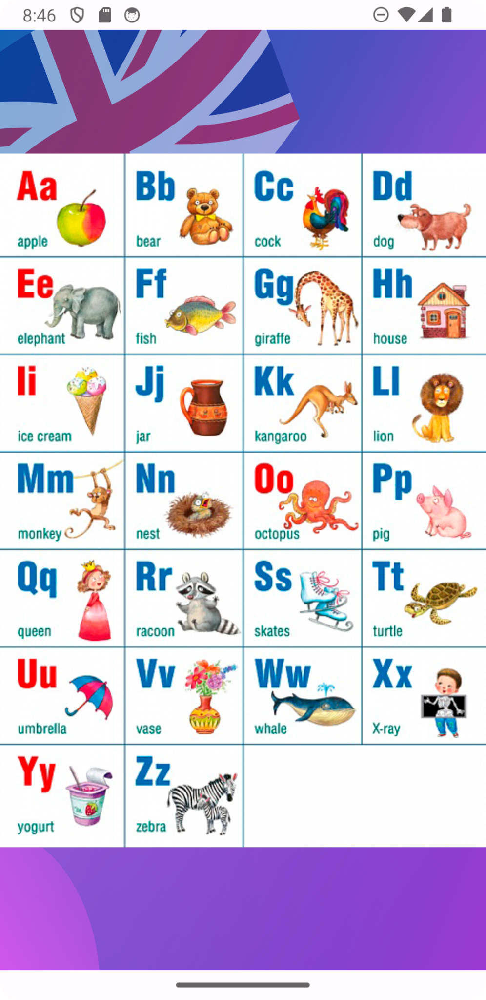 8:46
Aa Bb Cc Dd
apple bear cock dog
Ee Ff Gg Hh
elephant fish giraffe house
Ii Jj Kk Ll
ice cream jar kangaroo lion
Mm Nn Oo Pp
monkey nest octopus pig
Qq Rr Ss Tt
queen racoon skates turtle
Uu Vv Ww Xx
umbrella vase whale X-ray
Yy Zz
yogurt zebra